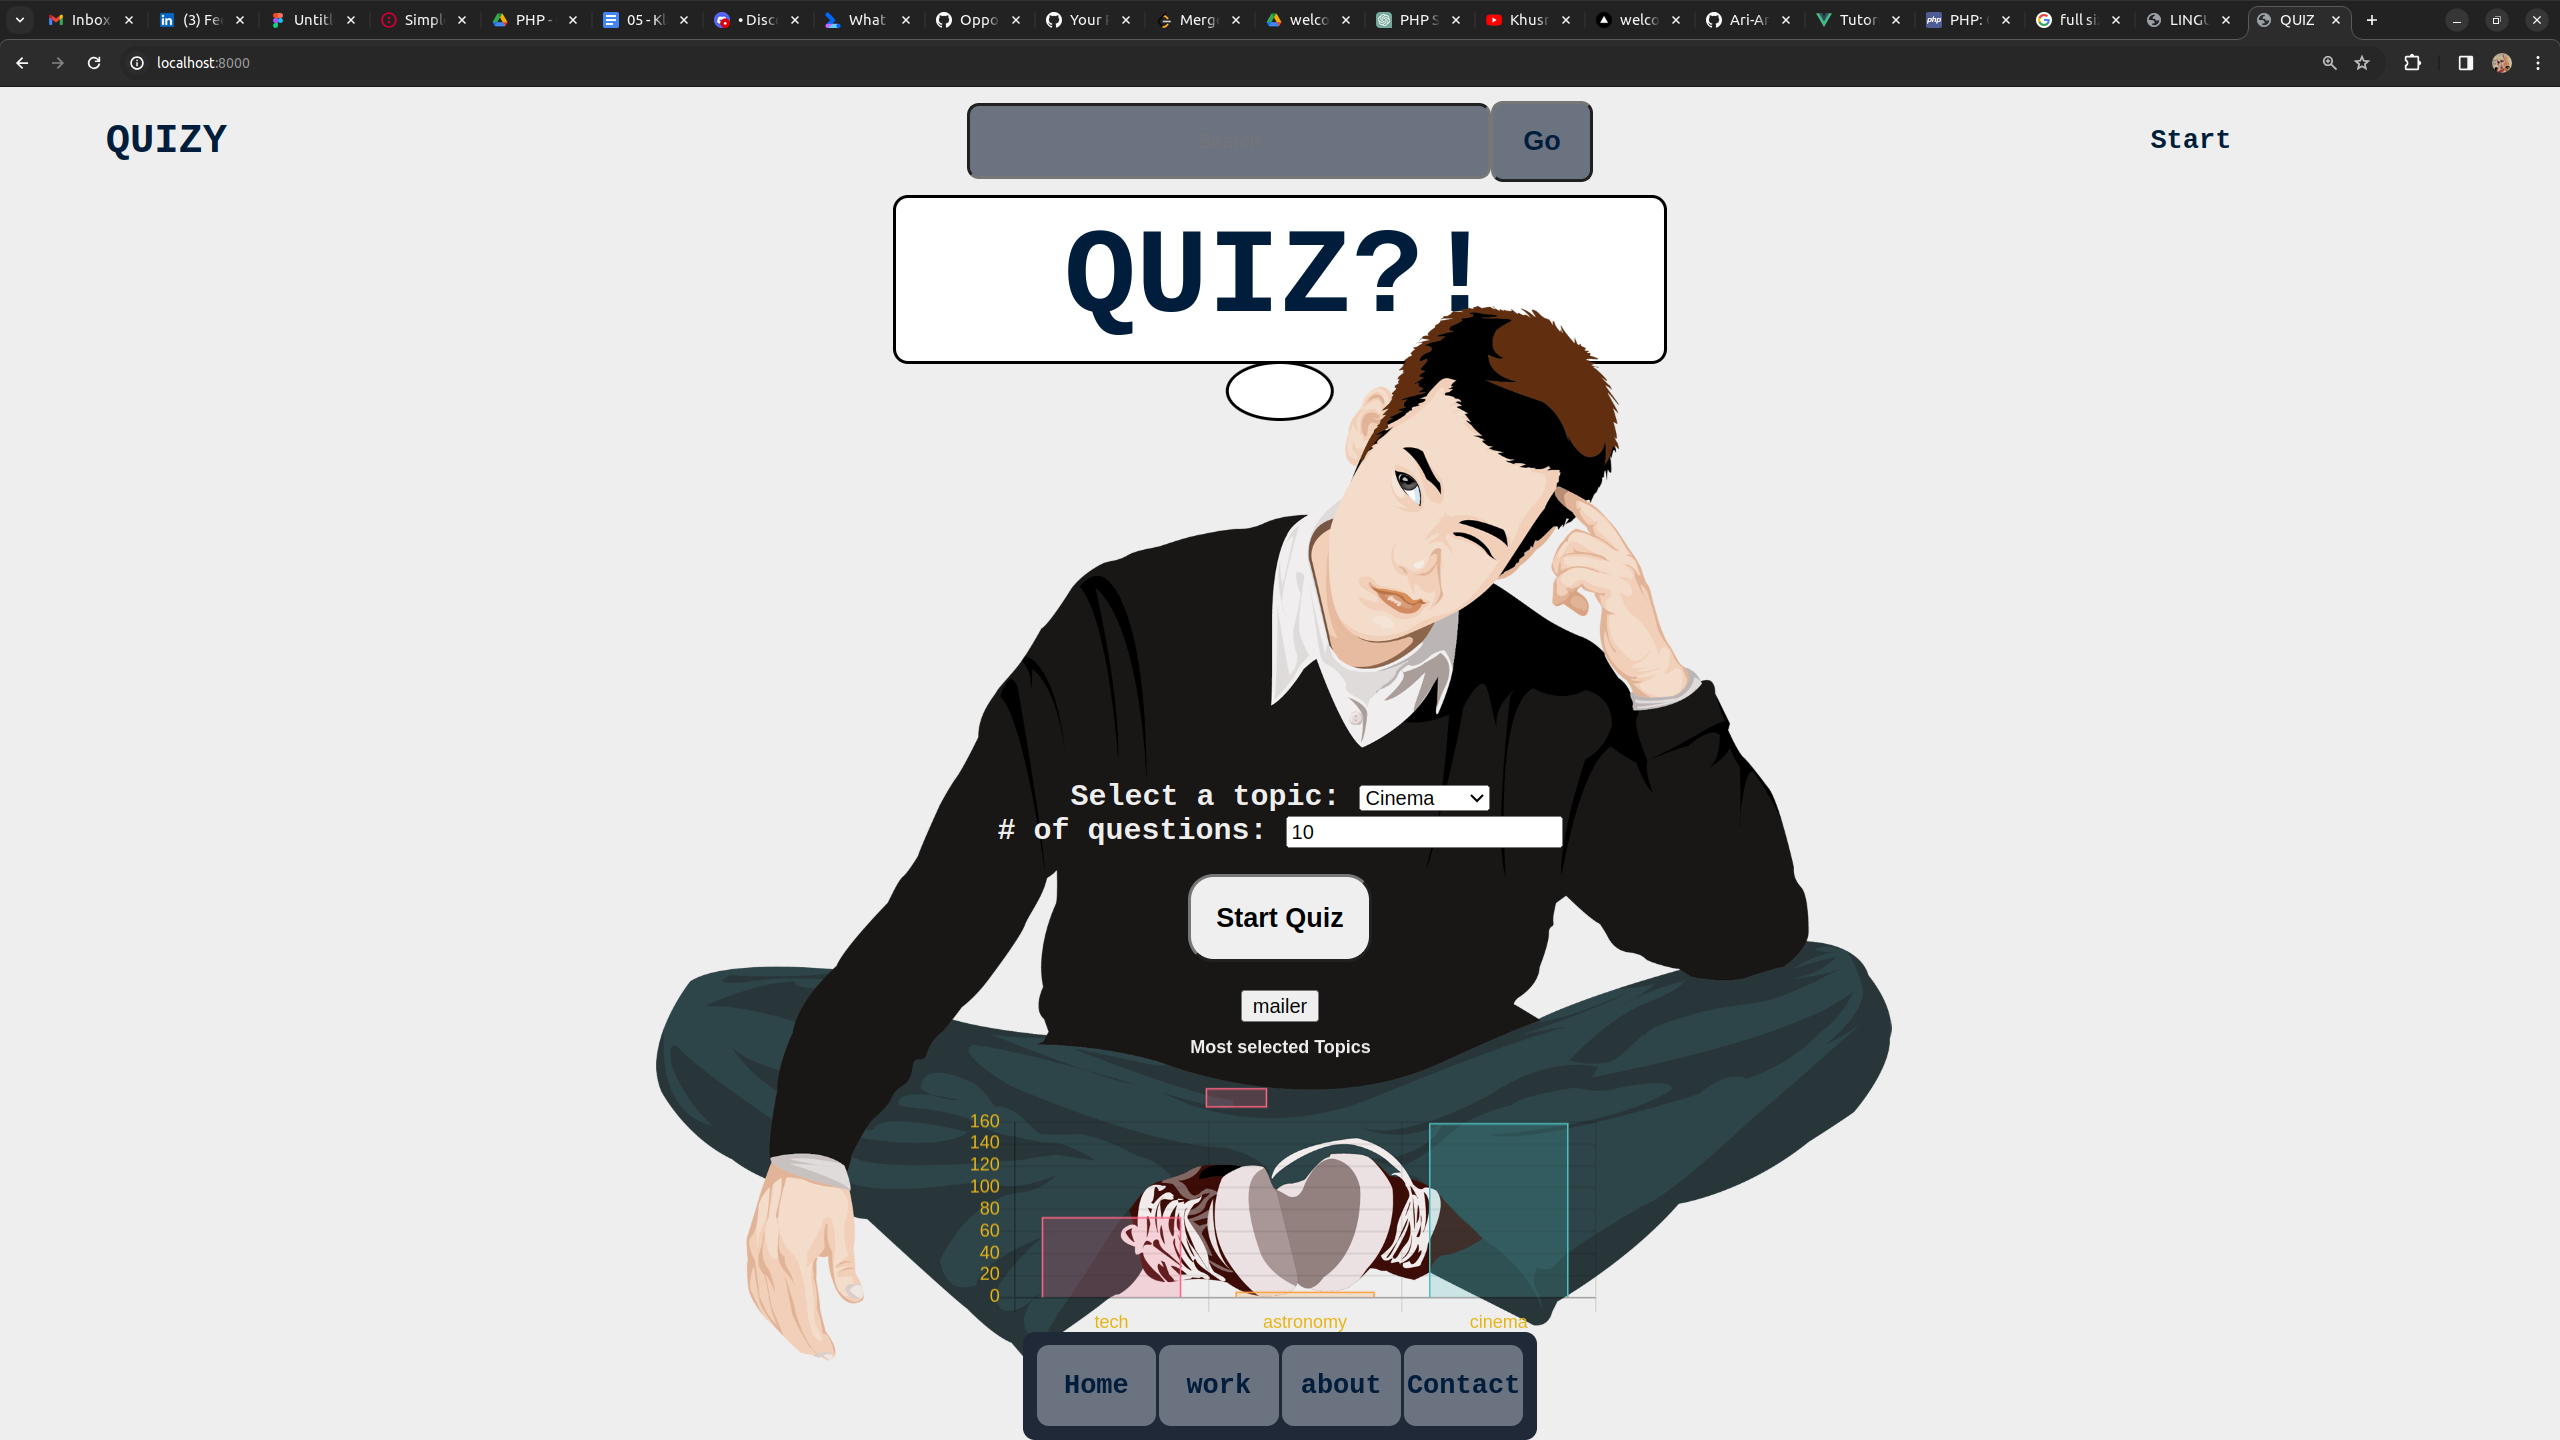 Inbox
(3) Fe
Untitl
Simpl
PHP -
05 - Kl
• Disc
What
Oppo
Your
Merg
welco
PHP S
Khusr
welco
Ari-Ar
Tutor
PHP:
full si
LINGU
QUIZ
localhost:8000
QUIZY
Search
Go
Start
QUIZ?!
Select a topic: Cinema
# of questions: 10
Start Quiz
mailer
Most selected Topics
160
140
120
100
80
60
40
20
0
tech astronomy cinema
Home work about Contact